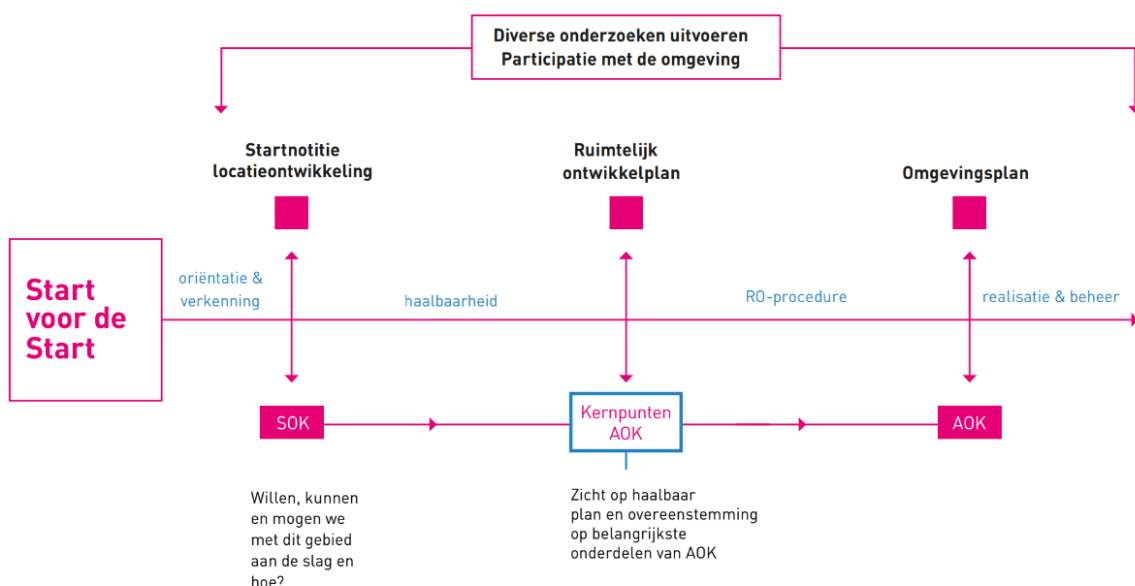 Diverse onderzoeken uitvoeren
Participatie met de omgeving
Startnotitie
locatieontwikkeling
Ruimtelijk
ontwikkelplan
Omgevingsplan
Start
voor de
Start
oriëntatie &
verkenning
haalbaarheid
RO-procedure
realisatie & beheer
SOK
Kernpunten
AOK
AOK
Willen, kunnen
en mogen we
met dit gebied
aan de slag en
hoe?
Zicht op haalbaar
plan en overeenstemming
op belangrijkste
onderdelen van AOK